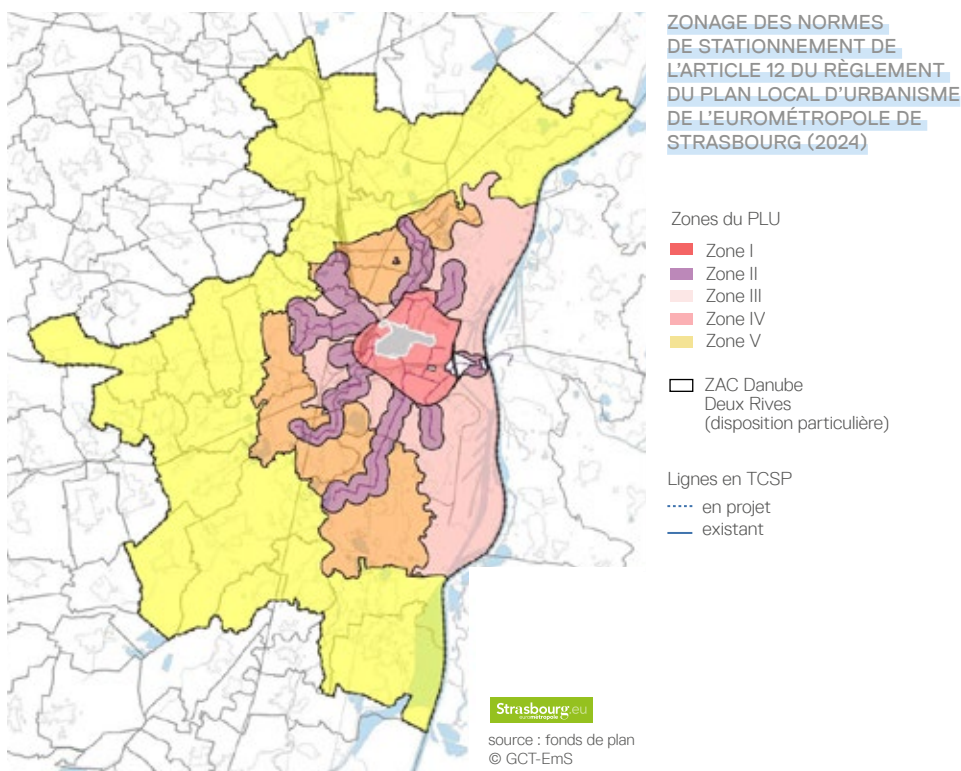 ZONAGE DES NORMES
DE STATIONNEMENT DE
L'ARTICLE 12 DU RÈGLEMENT
DU PLAN LOCAL D'URBANISME
DE L'EUROMÉTROPOLE DE
STRASBOURG (2024)
Zones du PLU
Zone I
Zone II
Zone III
Zone IV
Zone V
ZAC Danube
Deux Rives
(disposition particulière)
Lignes en TCSP
en projet
existant
Strasbourg.eu
eurométropole
source : fonds de plan
© GCT-EmS